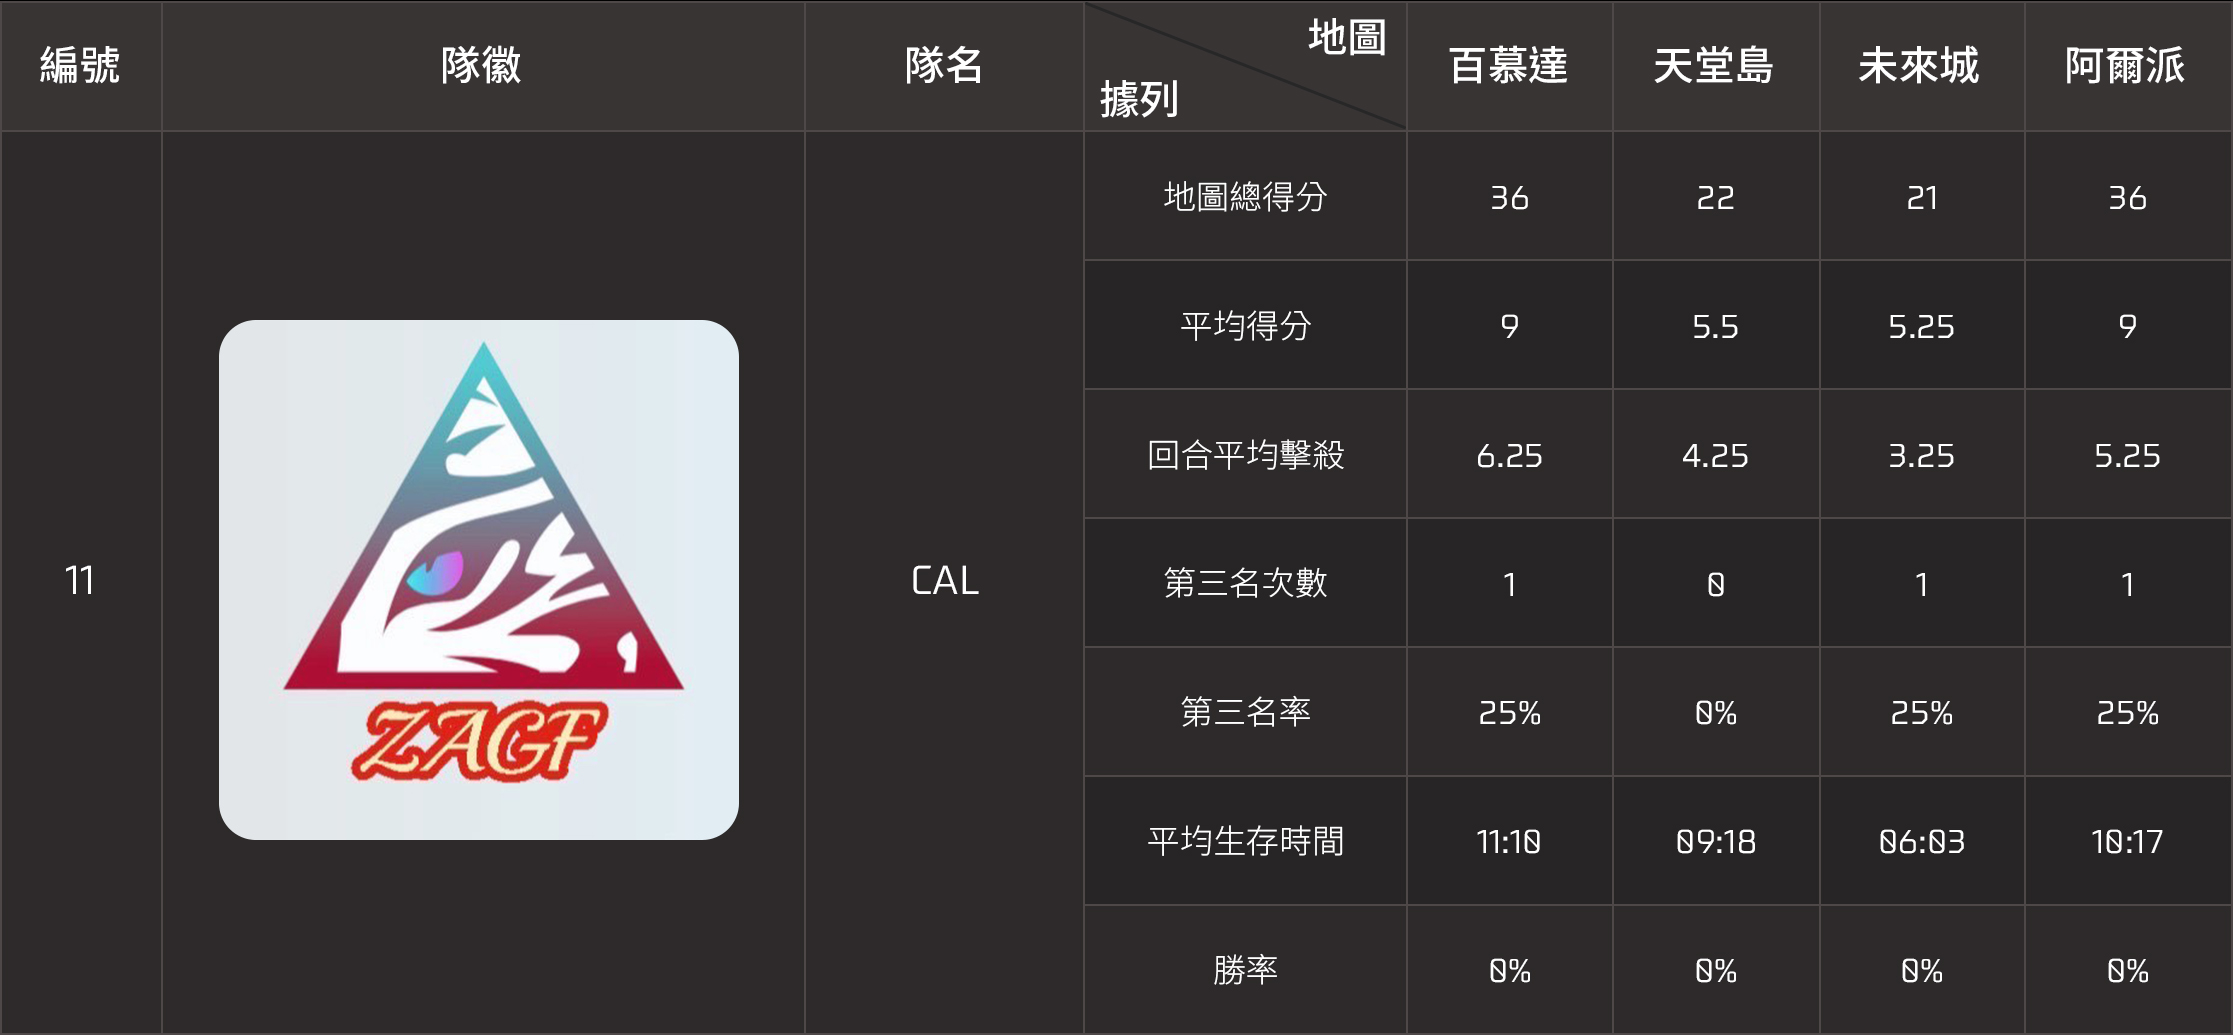 編號 隊徽 隊名 地圖 據列 百慕達 天堂島 未來城 阿爾派
地圖總得分 36 22 21 36
平均得分 9 5.5 5.25 9
回合平均擊殺 6.25 4.25 3.25 5.25
11 ZAGF CAL 第三名次數 1 0 1 1
第三名率 25% 0% 25% 25%
平均生存時間 11:10 09:18 06:03 10:17
勝率 0% 0% 0% 0%